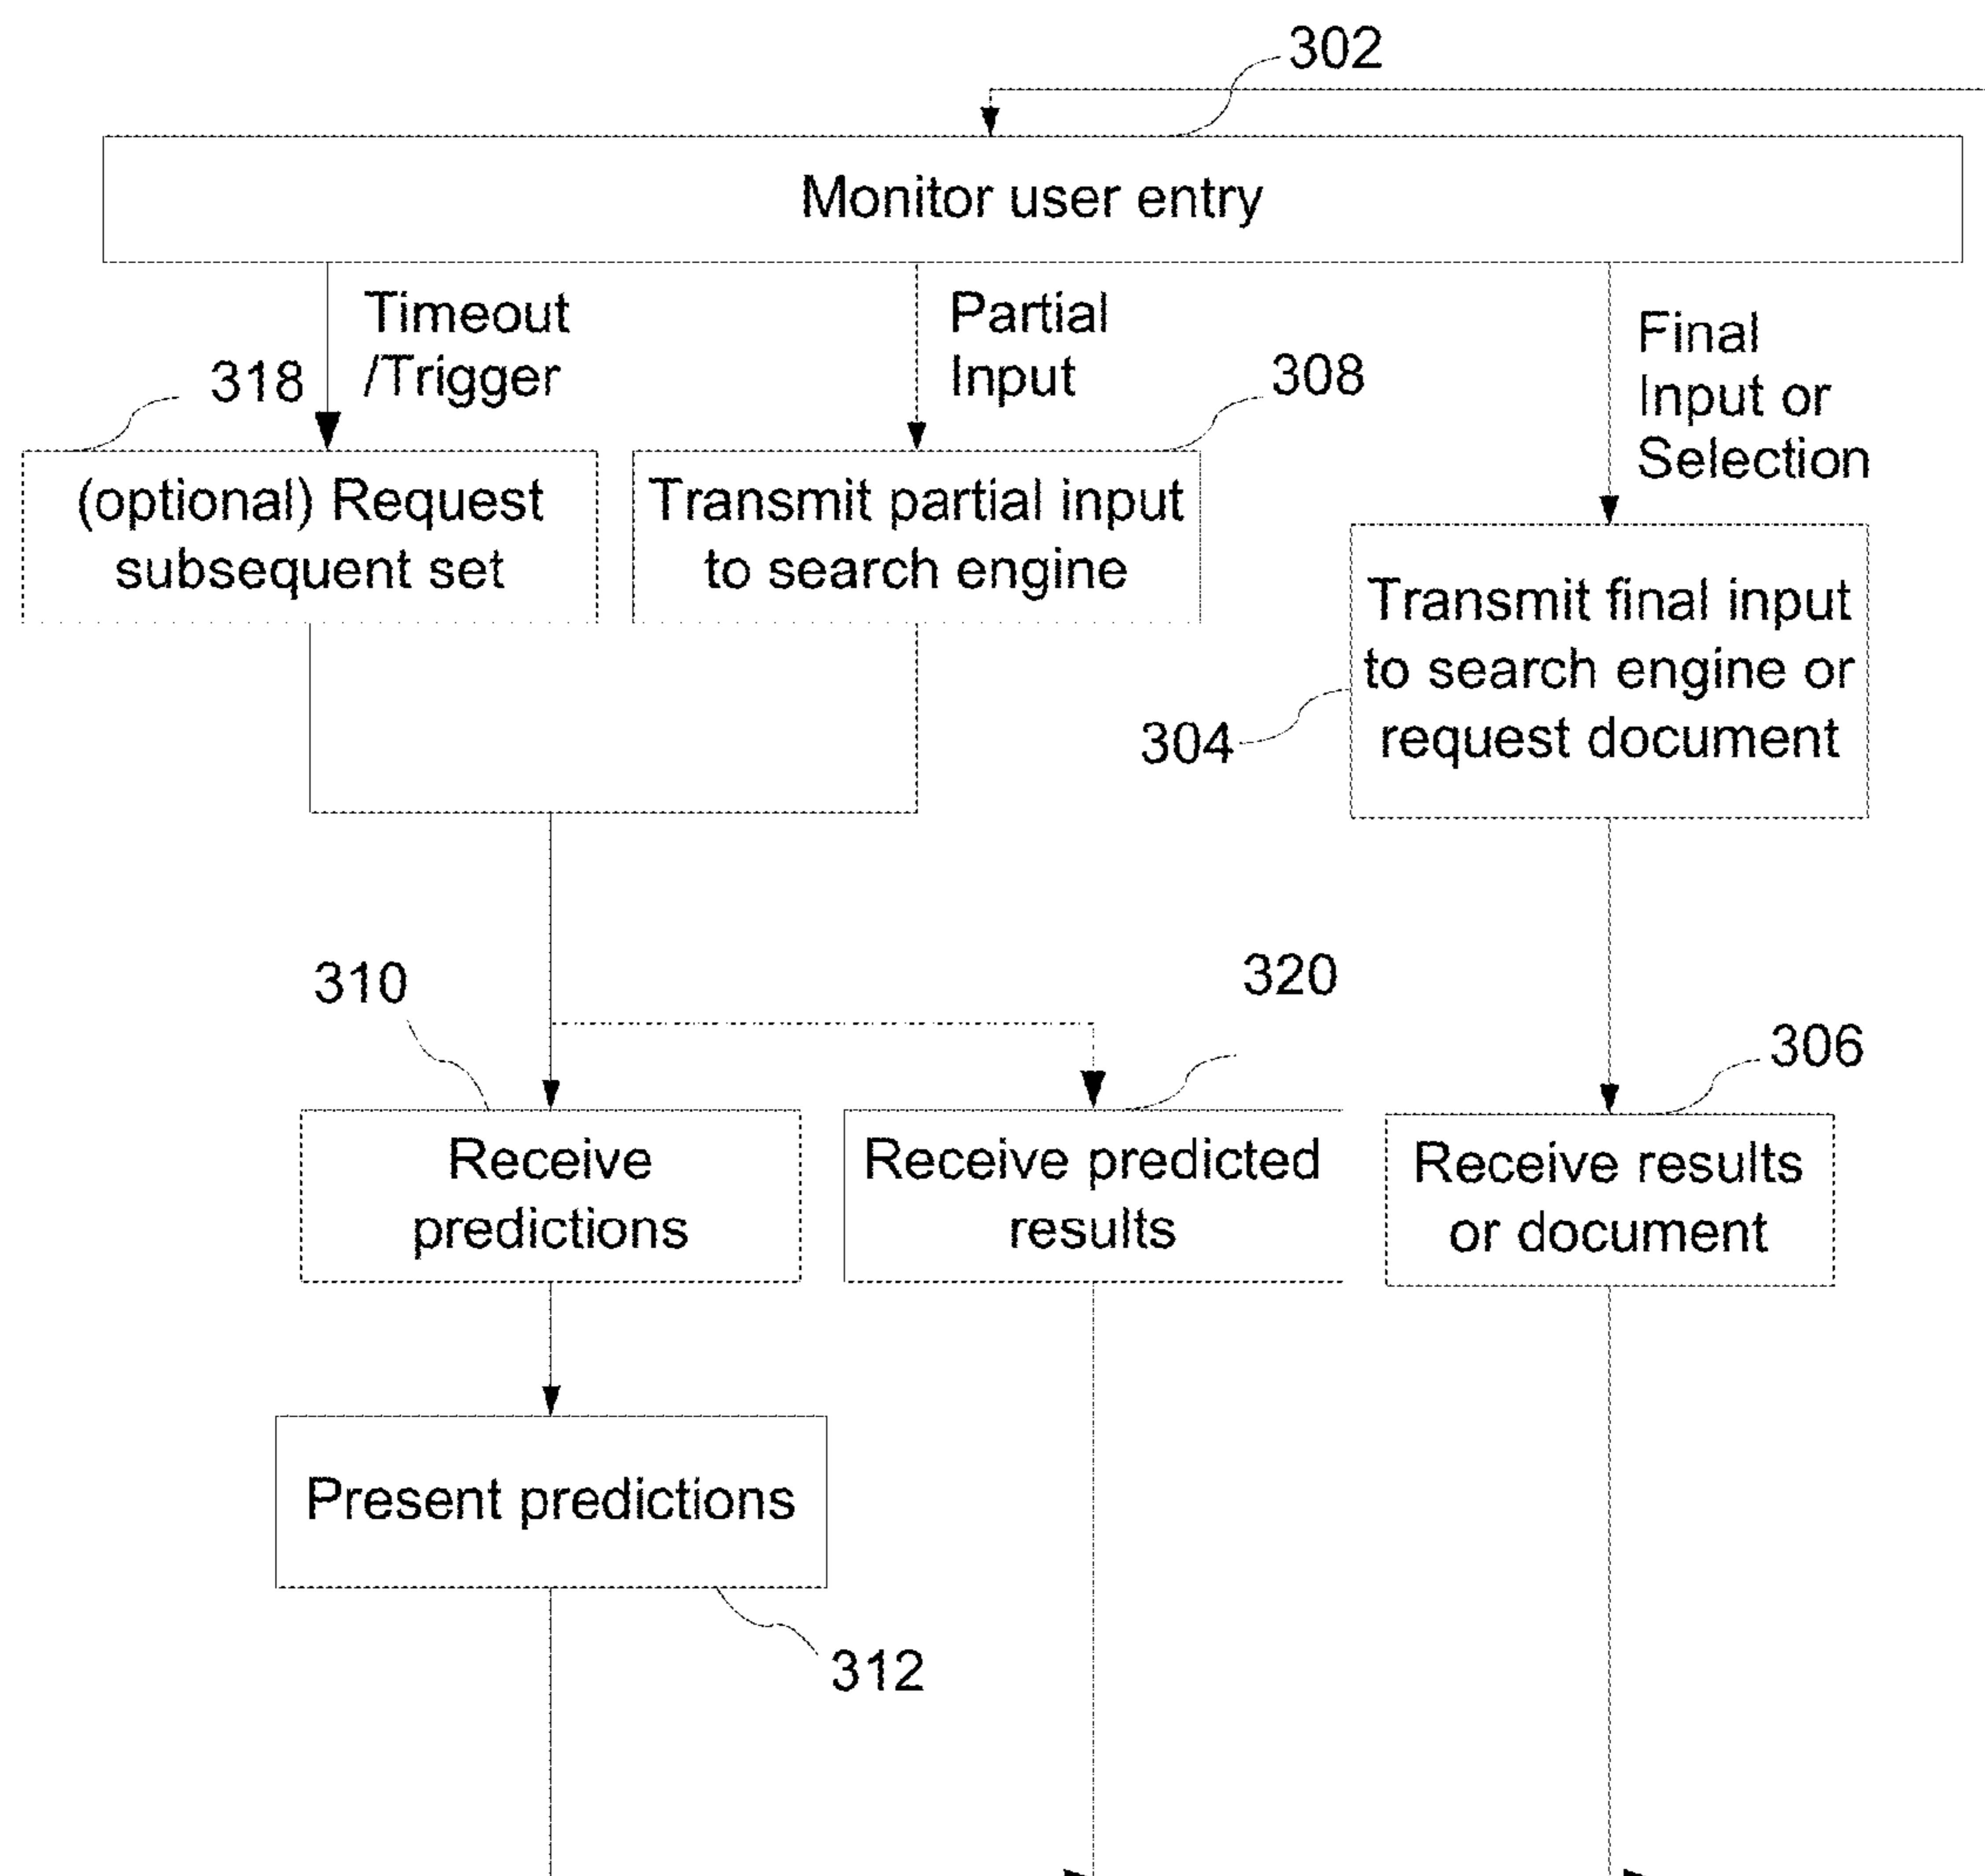 302
Monitor user entry
Timeout
/Trigger
318
Partial
Input
308
Final
Input or
Selection
(optional) Request
subsequent set
Transmit partial input
to search engine
Transmit final input
to search engine or
request document
304
310
320
306
Receive
predictions
Receive predicted
results
Receive results
or document
Present predictions
312